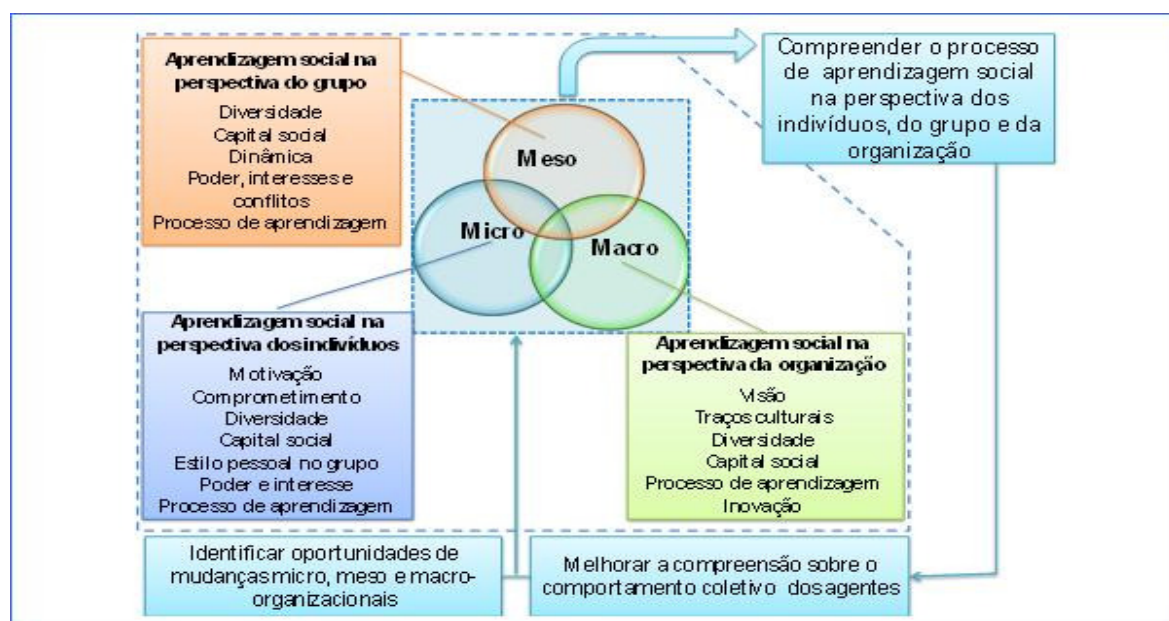 Aprendizagem social na
perspectiva do grupo
Diversidade
Capital social
Dinâmica
Poder, interesses e
conflitos
Processo de aprendizagem
Compreender o processo
de aprendizagem social
na perspectiva dos
indivíduos, do grupo e da
organização
Meso
Micro
Macro
Aprendizagem social na
perspectiva dos indivíduos
Motivação
Comprometimento
Diversidade
Capital social
Estilo pessoal no grupo
Poder e interesse
Processo de aprendizagem
Aprendizagem social na
perspectiva da organização
Visão
Traços culturais
Diversidade
Capital social
Processo de aprendizagem
Inovação
Identificar oportunidades de
mudanças micro, meso e macro-
organizacionais
Melhorar a compreensão sobre o
comportamento coletivo dos agentes